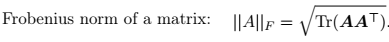 Frobenius norm of a matrix: ||A||_F = √Tr(𝑨𝑨⊤).